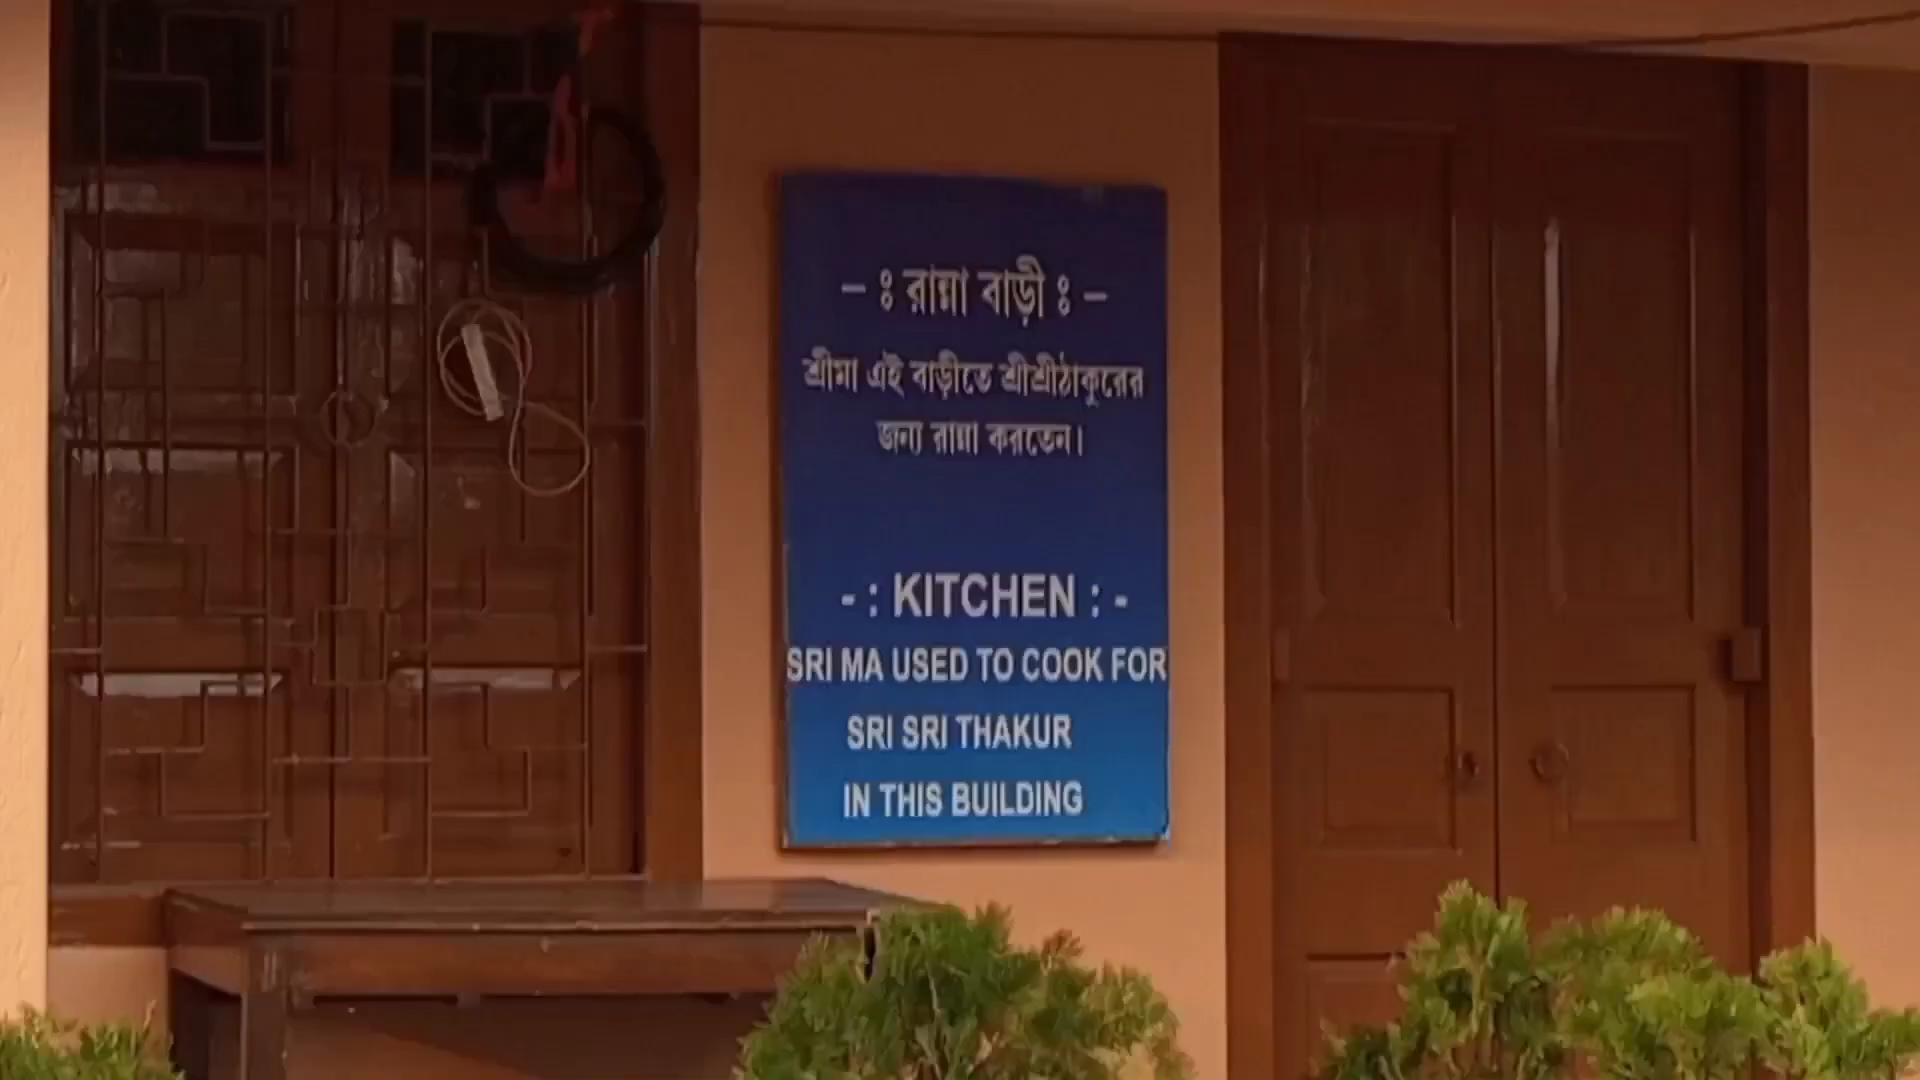 – ঃ রান্না বাড়ী ঃ –
শ্রীমা এই বাড়ীতে শ্রীশ্রীঠাকুরের
জন্য রান্না করতেন।
- : KITCHEN : -
SRI MA USED TO COOK FOR
SRI SRI THAKUR
IN THIS BUILDING